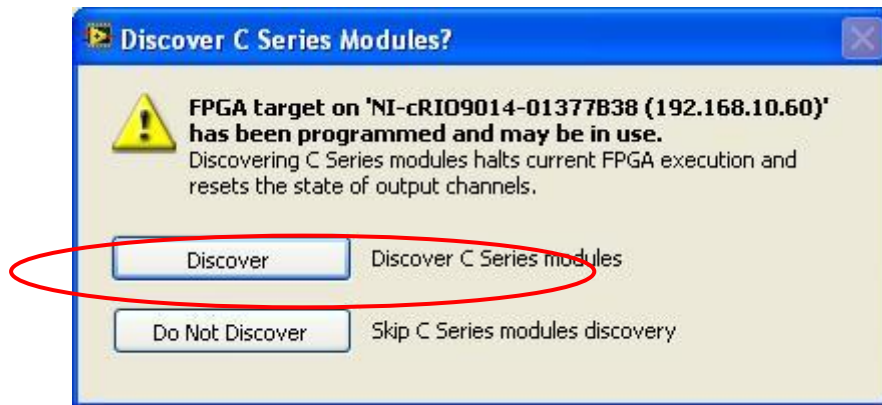 Discover C Series Modules?
FPGA target on 'NI-cRIO9014-01377B38 (192.168.10.60)'
has been programmed and may be in use.
Discovering C Series modules halts current FPGA execution and
resets the state of output channels.
Discover Discover C Series modules
Do Not Discover Skip C Series modules discovery